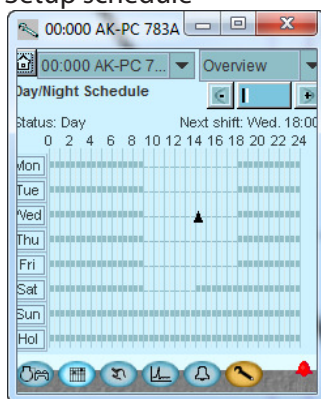 Setup schedule
00:000 AK-PC 783A
00:000 AK-PC 7... Overview
Day/Night Schedule
Status: Day Next shift: Wed. 18:00
0 2 4 6 8 10 12 14 16 18 20 22 24
Mon
Tue
Wed
Thu
Fri
Sat
Sun
Hol